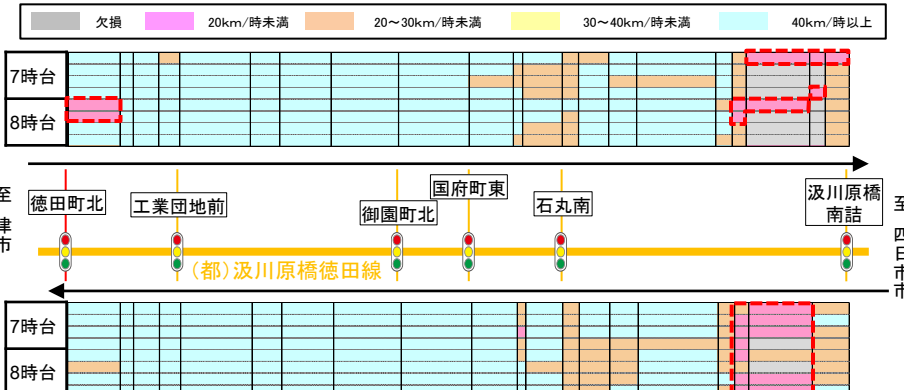 欠損 20km/時未満 20～30km/時未満 30～40km/時未満 40km/時以上
7時台
8時台
至 津市
徳田町北
工業団地前
御園町北
国府町東
石丸南
汲川原橋
南詰
至 四日市市
(都)汲川原橋徳田線
7時台
8時台